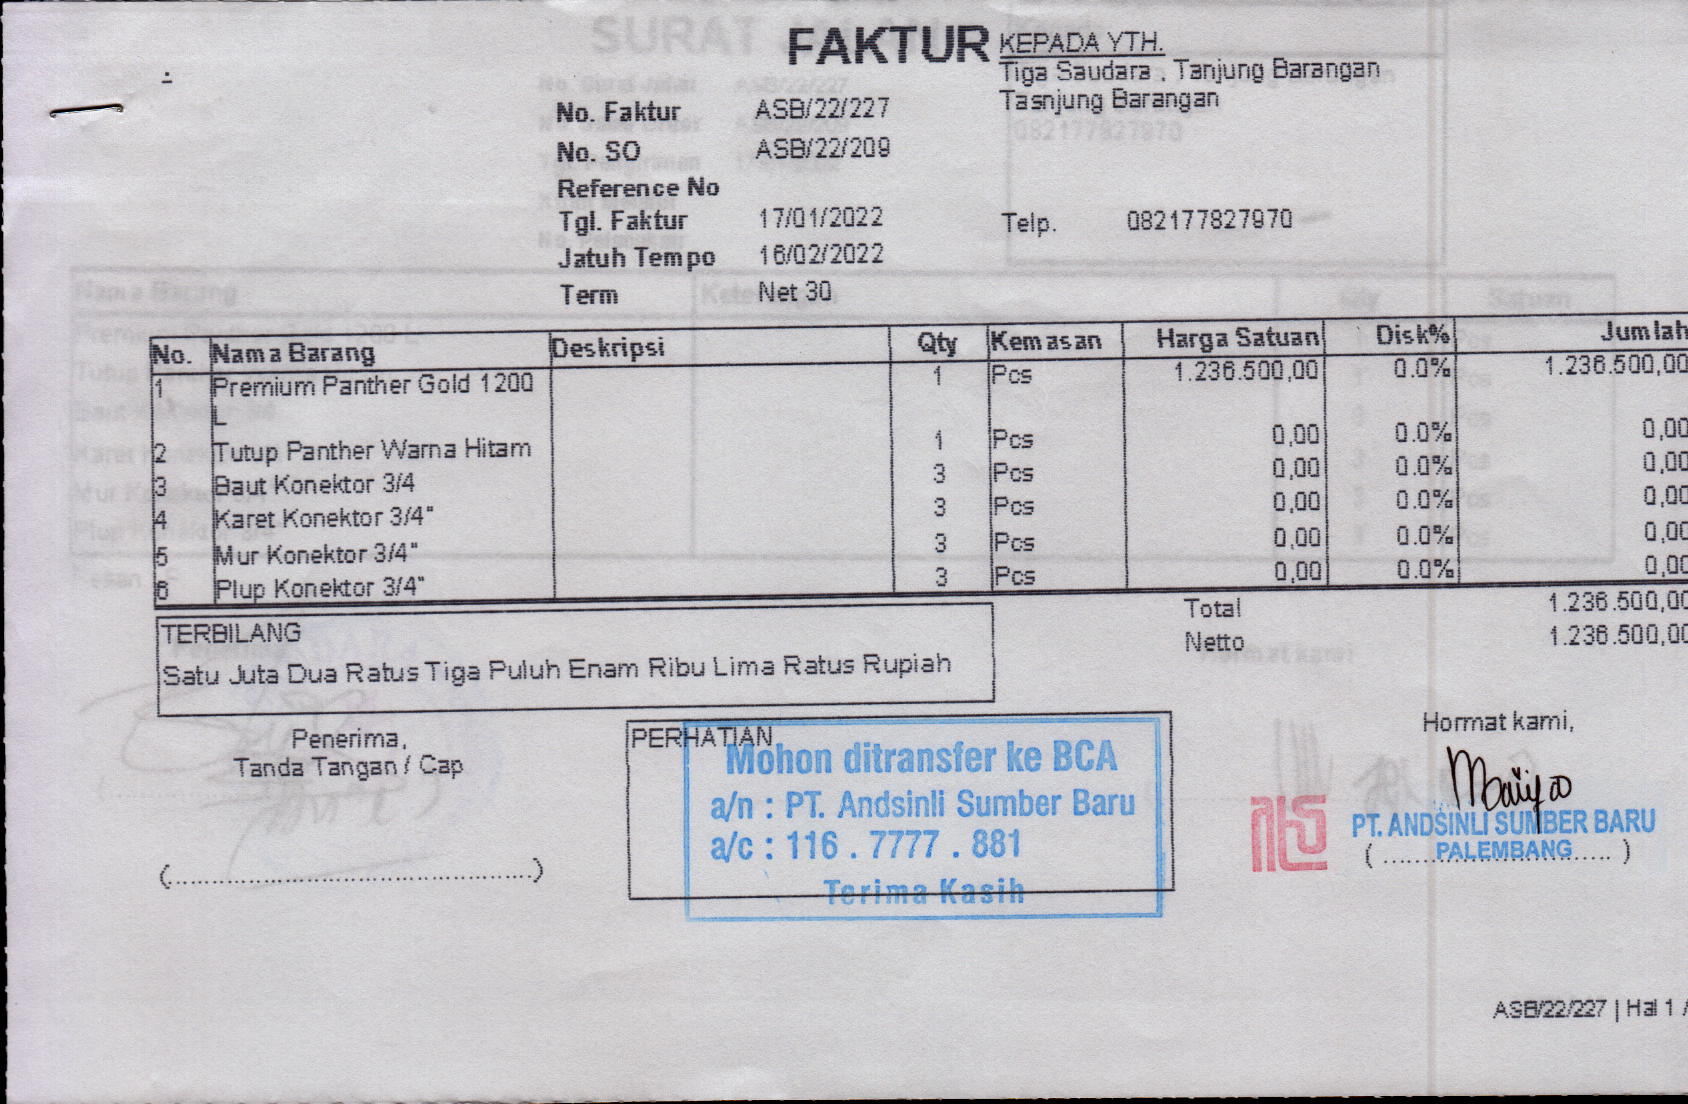 FAKTUR
KEPADA YTH.
Tiga Saudara . Tanjung Barangan
Tasnjung Barangan
No. Faktur ASB/22/227
No. SO ASB/22/209
Reference No
Tgl. Faktur 17/01/2022
Telp. 082177827970
Jatuh Tempo 16/02/2022
Term Net 30
No. Nama Barang Deskripsi Qty Kemasan Harga Satuan Disk% Jumlah
1 Premium Panther Gold 1200 1 Pcs 1.236.500,00 0.0% 1.236.500,00
L
2 Tutup Panther Warna Hitam 1 Pcs 0,00 0.0% 0,00
3 Baut Konektor 3/4 3 Pcs 0,00 0.0% 0,00
4 Karet Konektor 3/4" 3 Pcs 0,00 0.0% 0,00
5 Mur Konektor 3/4" 3 Pcs 0,00 0.0% 0,00
6 Plup Konektor 3/4" 3 Pcs 0,00 0.0% 0,00
Total 1.236.500,00
Netto 1.236.500,00
TERBILANG
Satu Juta Dua Ratus Tiga Puluh Enam Ribu Lima Ratus Rupiah
Penerima,
Tanda Tangan / Cap
(..................................................)
PERHATIAN
Mohon ditransfer ke BCA
a/n : PT. Andsinli Sumber Baru
a/c : 116 . 7777 . 881
Terima Kasih
Hormat kami,
PT. ANDSINLI SUMBER BARU
PALEMBANG
ASB/22/227 | Hal 1 /